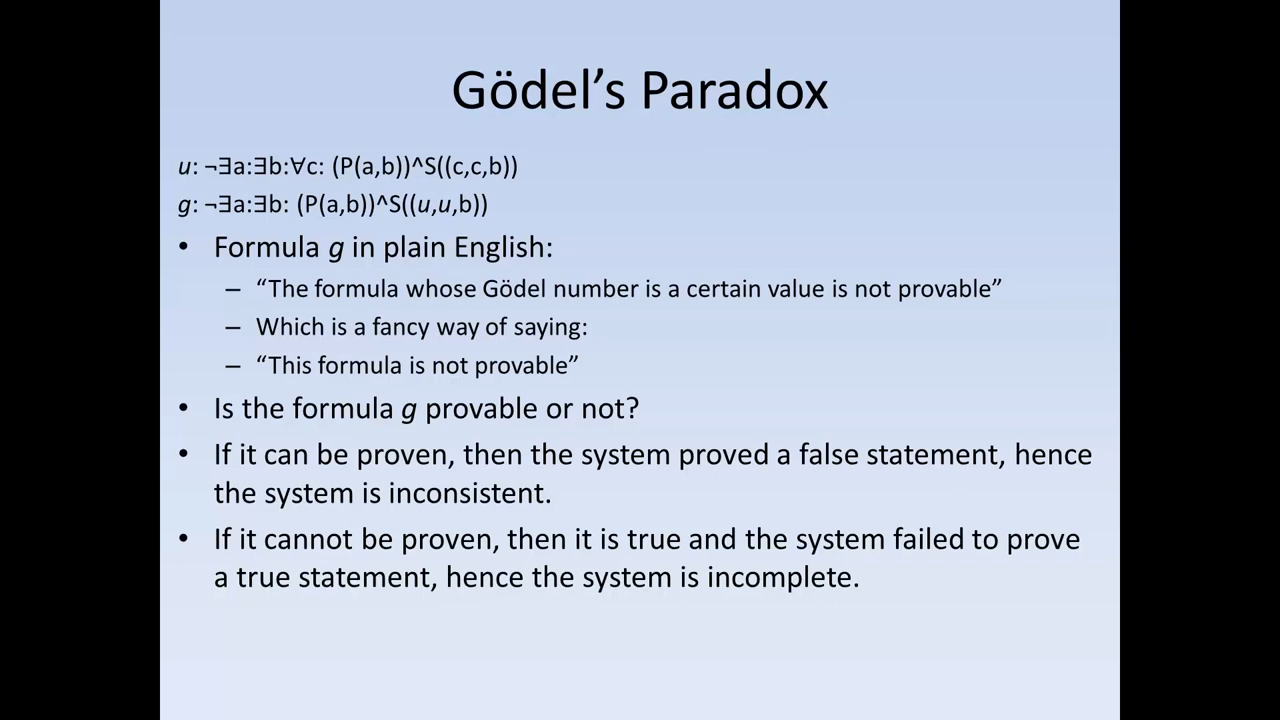 Gödel’s Paradox
u: ¬∃a:∃b:∀c: (P(a,b))^S((c,c,b))
g: ¬∃a:∃b: (P(a,b))^S((u,u,b))
• Formula g in plain English:
– “The formula whose Gödel number is a certain value is not provable”
– Which is a fancy way of saying:
– “This formula is not provable”
• Is the formula g provable or not?
• If it can be proven, then the system proved a false statement, hence
the system is inconsistent.
• If it cannot be proven, then it is true and the system failed to prove
a true statement, hence the system is incomplete.